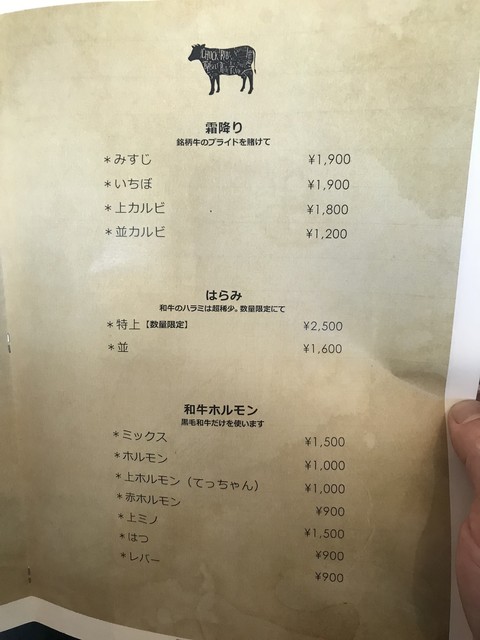 霜降り
銘柄牛のプライドを賭けて
＊みすじ ¥1,900
＊いちぼ ¥1,900
＊上カルビ ¥1,800
＊並カルビ ¥1,200
はらみ
和牛のハラミは超稀少。数量限定にて
＊特上【数量限定】 ¥2,500
＊並 ¥1,600
和牛ホルモン
黒毛和牛だけを使います
＊ミックス ¥1,500
＊ホルモン ¥1,000
＊上ホルモン（てっちゃん） ¥1,000
＊赤ホルモン ¥900
＊上ミノ ¥1,500
＊はつ ¥900
＊レバー ¥900